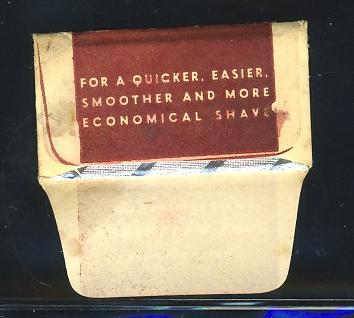 FOR A QUICKER, EASIER,
SMOOTHER AND MORE
ECONOMICAL SHAVE